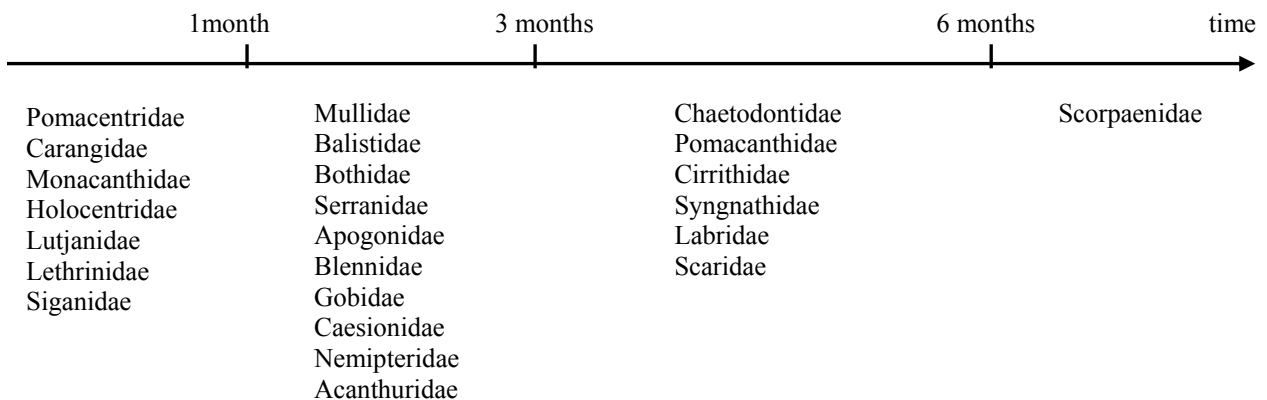 1month 3 months 6 months time
Pomacentridae
Carangidae
Monacanthidae
Holocentridae
Lutjanidae
Lethrinidae
Siganidae
Mullidae
Balistidae
Bothidae
Serranidae
Apogonidae
Blennidae
Gobidae
Caesionidae
Nemipteridae
Acanthuridae
Chaetodontidae
Pomacanthidae
Cirrithidae
Syngnathidae
Labridae
Scaridae
Scorpaenidae